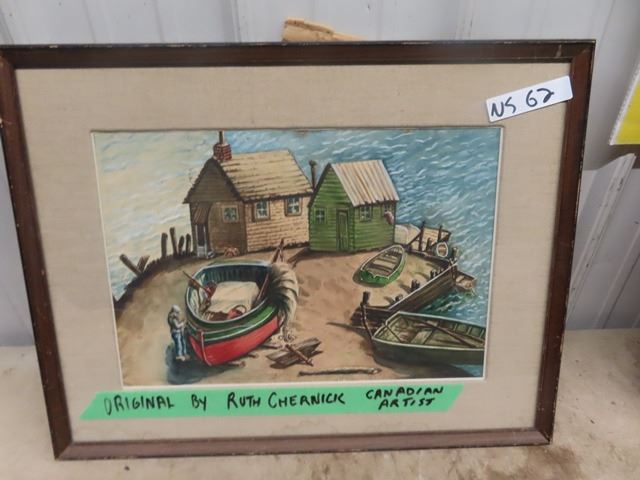 NS 62
ORIGINAL BY RUTH CHERNICK CANADIAN
ARTIST